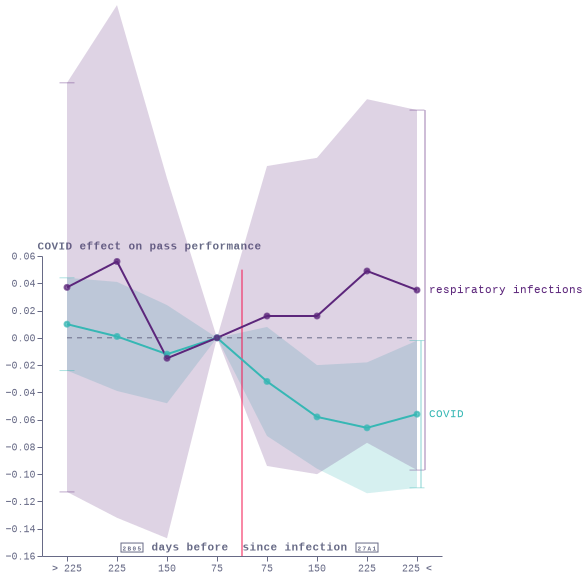 COVID effect on pass performance
0.06
0.04
0.02
0.00
−0.02
−0.04
−0.06
−0.08
−0.10
−0.12
−0.14
−0.16
respiratory infections
COVID
2B05 days before since infection 27A1
> 225 225 150 75 75 150 225 225 <